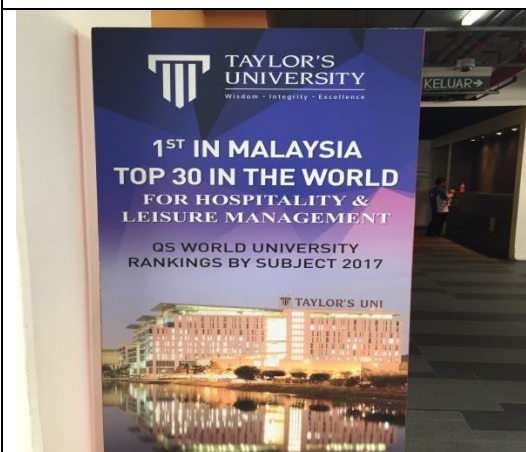 TAYLOR'S
UNIVERSITY
Wisdom • Integrity • Excellence
KELUAR→
1ST IN MALAYSIA
TOP 30 IN THE WORLD
FOR HOSPITALITY &
LEISURE MANAGEMENT
QS WORLD UNIVERSITY
RANKINGS BY SUBJECT 2017
TAYLOR'S UNI